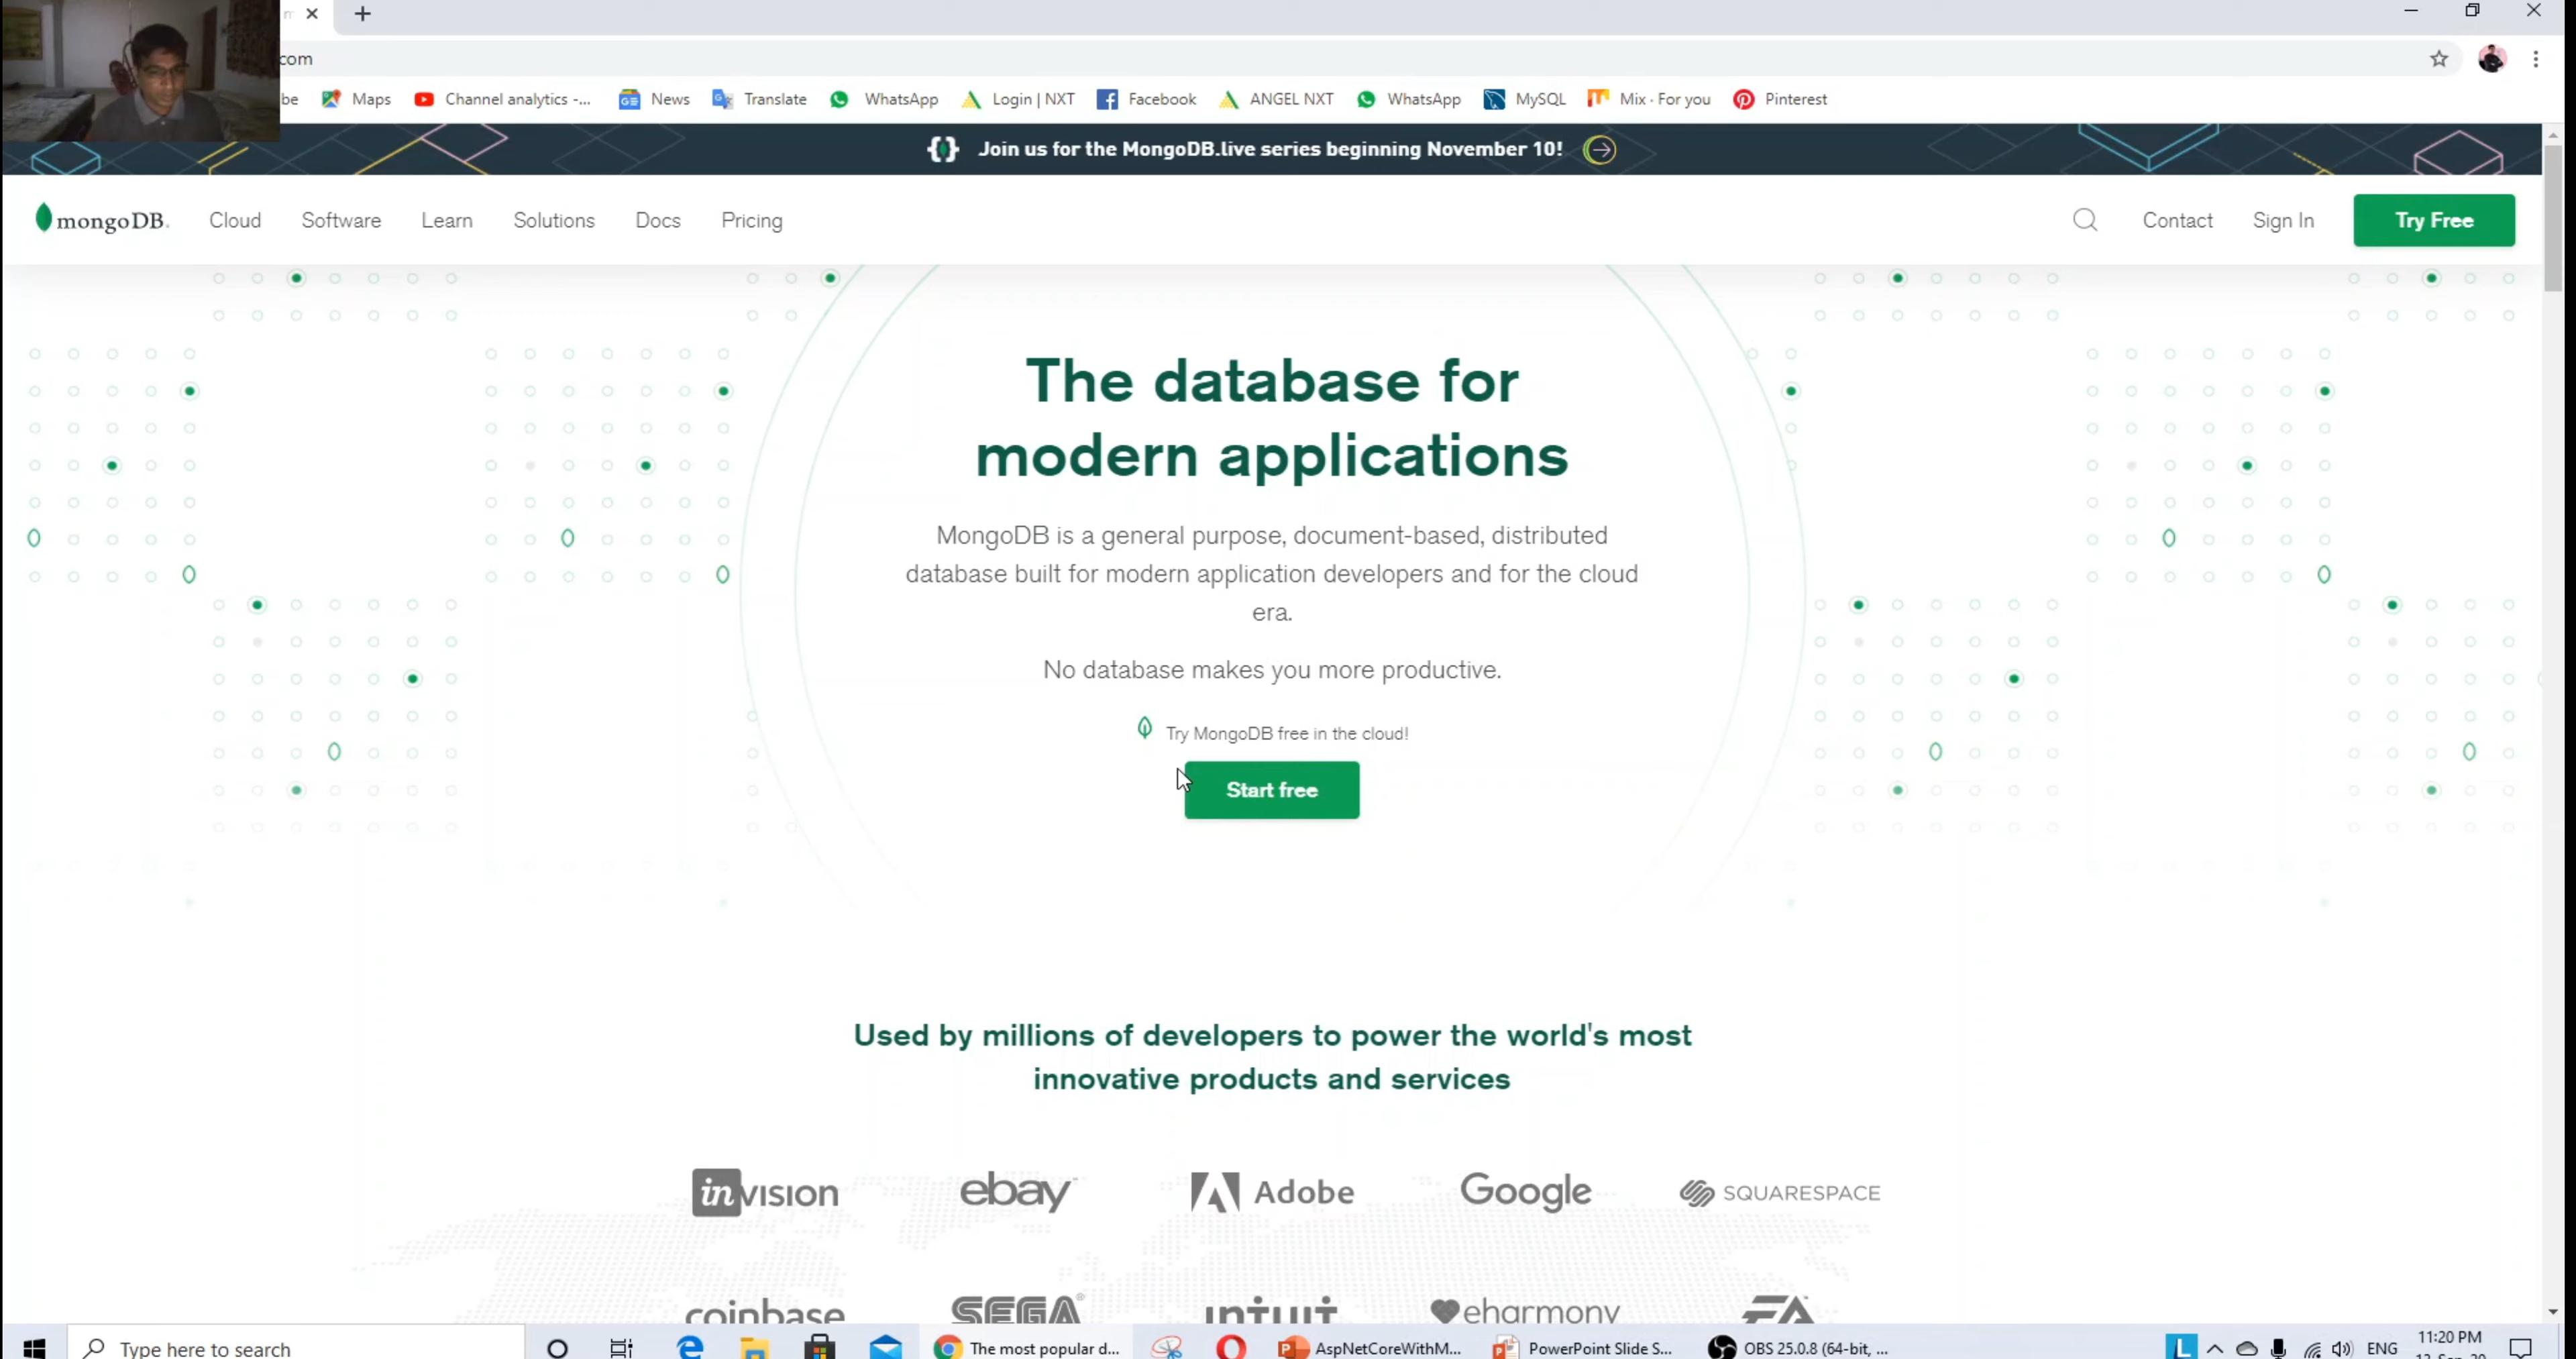 com
be Maps Channel analytics -... News Translate WhatsApp Login | NXT Facebook ANGEL NXT WhatsApp MySQL Mix · For you Pinterest
Join us for the MongoDB.live series beginning November 10!
mongoDB. Cloud Software Learn Solutions Docs Pricing Contact Sign In Try Free
The database for
modern applications
MongoDB is a general purpose, document-based, distributed
database built for modern application developers and for the cloud
era.
No database makes you more productive.
Try MongoDB free in the cloud!
Start free
Used by millions of developers to power the world's most
innovative products and services
invision ebay Adobe Google SQUARESPACE
coinbase SEGA intuit eharmony EA
Type here to search The most popular d... AspNetCoreWithM... PowerPoint Slide S... OBS 25.0.8 (64-bit, ... L ENG 11:20 PM